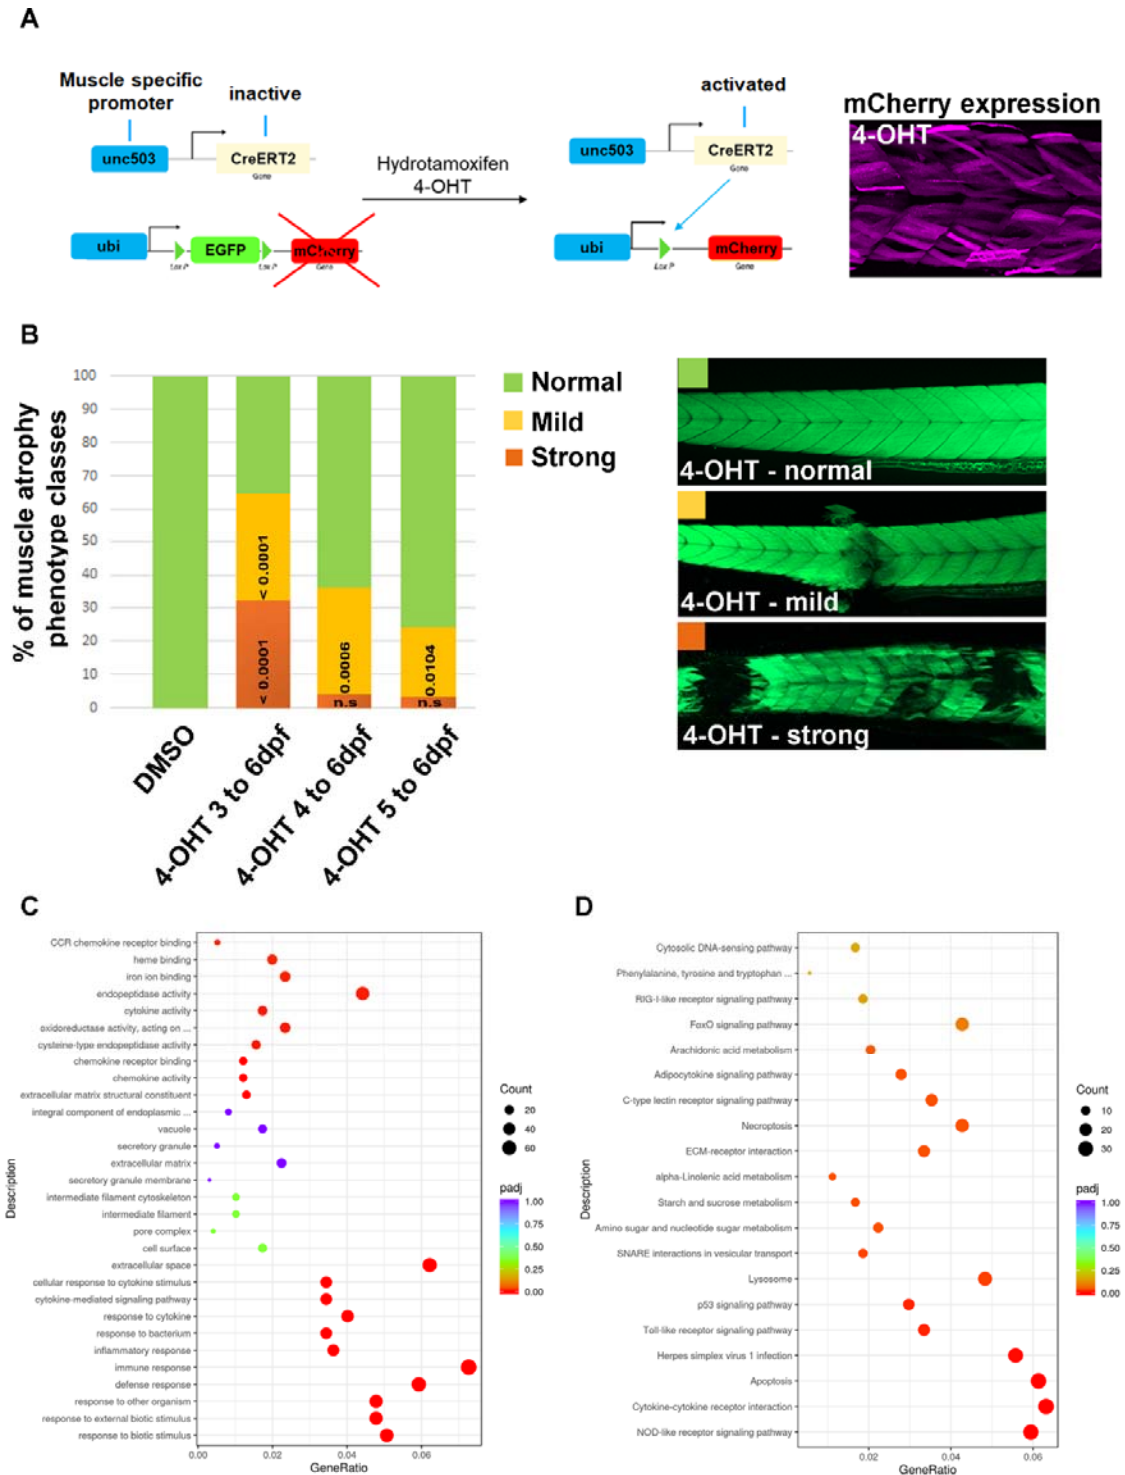 A
Muscle specific
promoter
inactive
unc503
CreERT2
Gene
ubi
Lox P
EGFP
Lox P
mCherry
Gene
Hydrotamoxifen
4-OHT
activated
unc503
CreERT2
Gene
ubi
Lox P
mCherry
Gene
mCherry expression
4-OHT
B
% of muscle atrophy
phenotype classes
100
90
80
70
60
50
40
30
20
10
0
< 0.0001
< 0.0001
0.0006
n.s
0.0104
n.s
DMSO
4-OHT 3 to 6dpf
4-OHT 4 to 6dpf
4-OHT 5 to 6dpf
Normal
Mild
Strong
4-OHT - normal
4-OHT - mild
4-OHT - strong
C
Description
CCR chemokine receptor binding
heme binding
iron ion binding
endopeptidase activity
cytokine activity
oxidoreductase activity, acting on ...
cysteine-type endopeptidase activity
chemokine receptor binding
chemokine activity
extracellular matrix structural constituent
integral component of endoplasmic ...
vacuole
secretory granule
extracellular matrix
secretory granule membrane
intermediate filament cytoskeleton
intermediate filament
pore complex
cell surface
extracellular space
cellular response to cytokine stimulus
cytokine-mediated signaling pathway
response to cytokine
response to bacterium
inflammatory response
immune response
defense response
response to other organism
response to external biotic stimulus
response to biotic stimulus
0.00 0.02 0.04 0.06
GeneRatio
Count
20
40
60
padj
1.00
0.75
0.50
0.25
0.00
D
Description
Cytosolic DNA-sensing pathway
Phenylalanine, tyrosine and tryptophan ...
RIG-I-like receptor signaling pathway
FoxO signaling pathway
Arachidonic acid metabolism
Adipocytokine signaling pathway
C-type lectin receptor signaling pathway
Necroptosis
ECM-receptor interaction
alpha-Linolenic acid metabolism
Starch and sucrose metabolism
Amino sugar and nucleotide sugar metabolism
SNARE interactions in vesicular transport
Lysosome
p53 signaling pathway
Toll-like receptor signaling pathway
Herpes simplex virus 1 infection
Apoptosis
Cytokine-cytokine receptor interaction
NOD-like receptor signaling pathway
0.02 0.04 0.06
GeneRatio
Count
10
20
30
padj
1.00
0.75
0.50
0.25
0.00